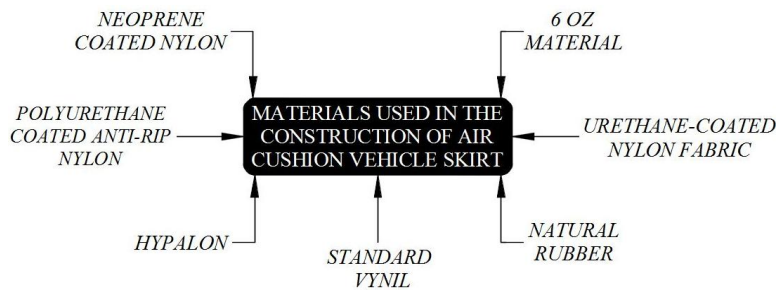 NEOPRENE
COATED NYLON
6 OZ
MATERIAL
POLYURETHANE
COATED ANTI-RIP
NYLON
MATERIALS USED IN THE
CONSTRUCTION OF AIR
CUSHION VEHICLE SKIRT
URETHANE-COATED
NYLON FABRIC
HYPALON
STANDARD
VYNIL
NATURAL
RUBBER